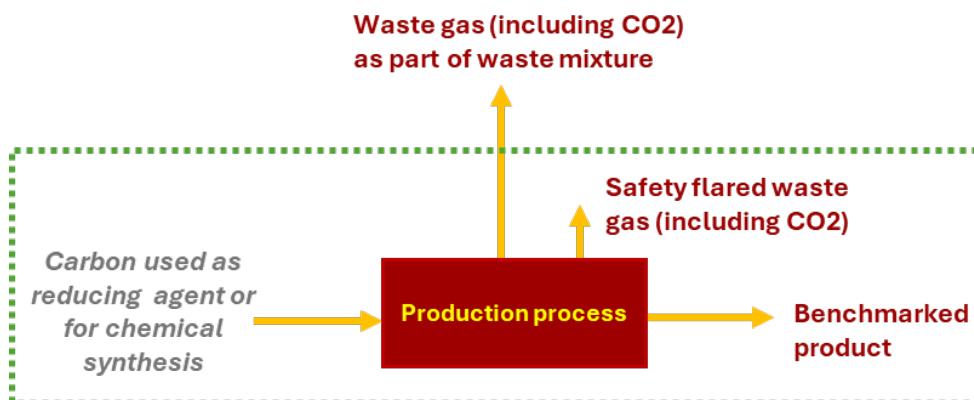 Waste gas (including CO2)
as part of waste mixture
Safety flared waste
gas (including CO2)
Carbon used as
reducing agent or
for chemical
synthesis
Production process
Benchmarked
product